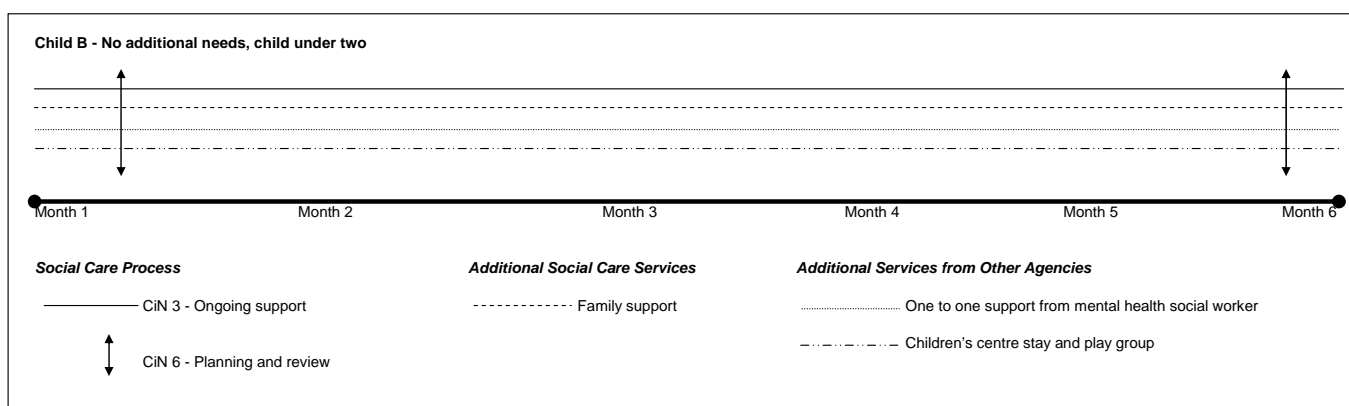 Child B - No additional needs, child under two
Month 1 Month 2 Month 3 Month 4 Month 5 Month 6
Social Care Process
CiN 3 - Ongoing support
CiN 6 - Planning and review
Additional Social Care Services
Family support
Additional Services from Other Agencies
One to one support from mental health social worker
Children's centre stay and play group